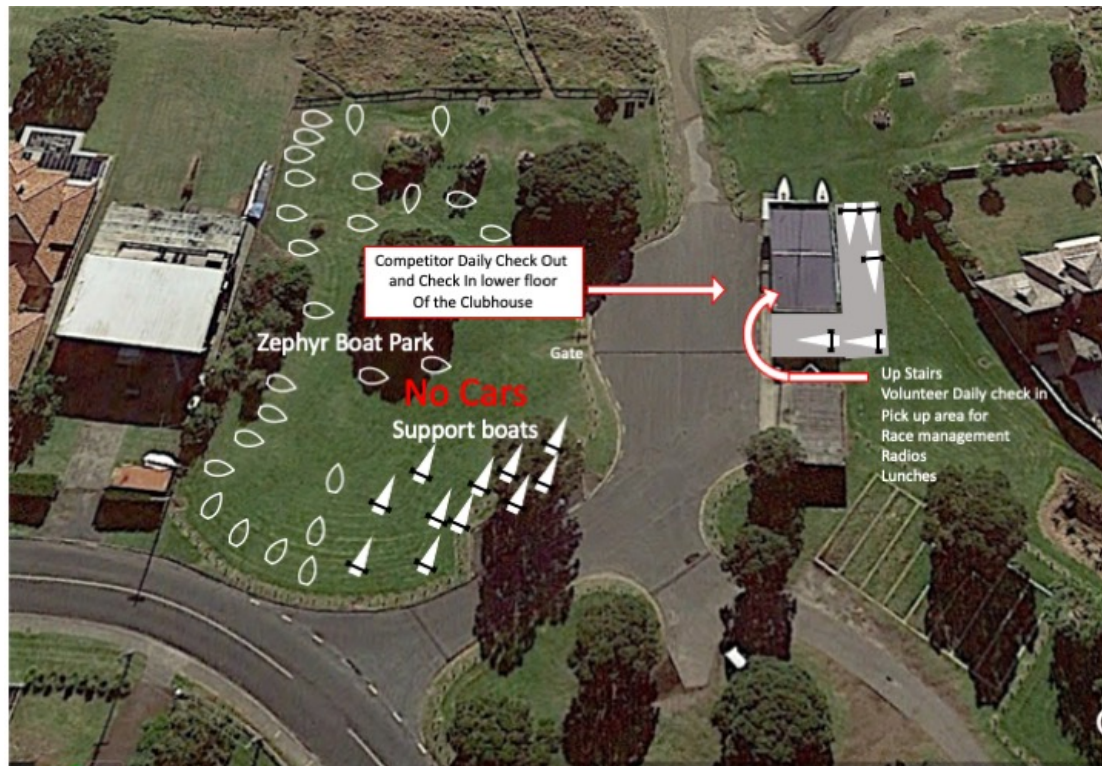 Competitor Daily Check Out
and Check In lower floor
Of the Clubhouse
Zephyr Boat Park
Gate
No Cars
Support boats
Up Stairs
Volunteer Daily check in
Pick up area for
Race management
Radios
Lunches